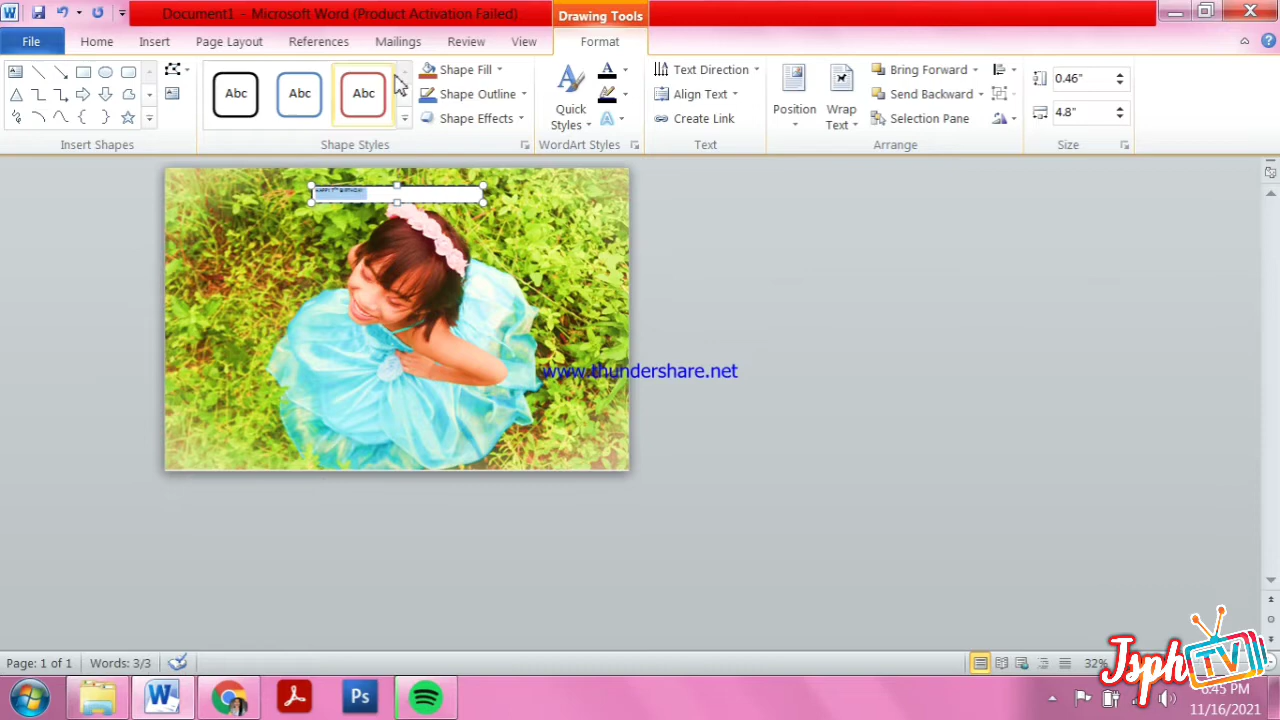 Document1 - Microsoft Word (Product Activation Failed)
Drawing Tools
File
Home
Insert
Page Layout
References
Mailings
Review
View
Format
Abc
Abc
Abc
Shape Fill
Shape Outline
Shape Effects
Quick
Styles
Text Direction
Align Text
Create Link
Position
Wrap
Text
Bring Forward
Send Backward
Selection Pane
0.46"
4.8"
Insert Shapes
Shape Styles
WordArt Styles
Text
Arrange
Size
www.thundershare.net
Page: 1 of 1
Words: 3/3
32%
Jsph TV
Ps
6:45 PM
11/16/2021